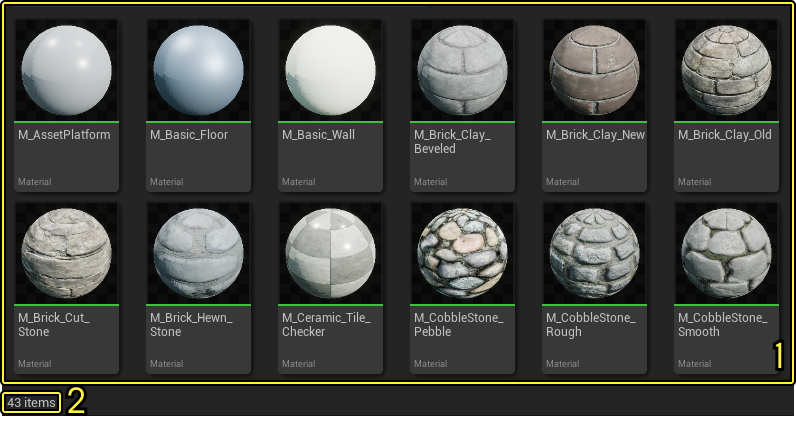 M_AssetPlatform
M_Basic_Floor
M_Basic_Wall
M_Brick_Clay_
Beveled
M_Brick_Clay_New
M_Brick_Clay_Old
Material
Material
Material
Material
Material
Material
M_Brick_Cut_
Stone
M_Brick_Hewn_
Stone
M_Ceramic_Tile_
Checker
M_CobbleStone_
Pebble
M_CobbleStone_
Rough
M_CobbleStone_
Smooth
Material
Material
Material
Material
Material
Material
1
43 items
2